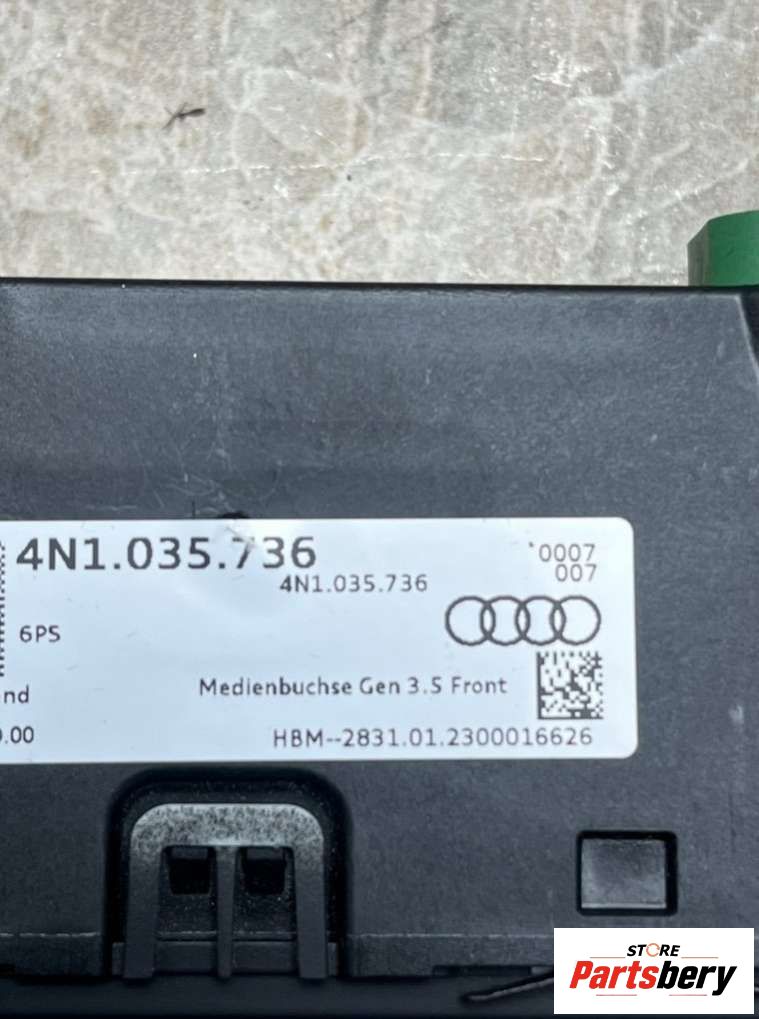 4N1.035.736
4N1.035.736
°0007
007
6PS
nd
Medienbuchse Gen 3.5 Front
.00
HBM--2831.01.2300016626
STORE
Partsbery